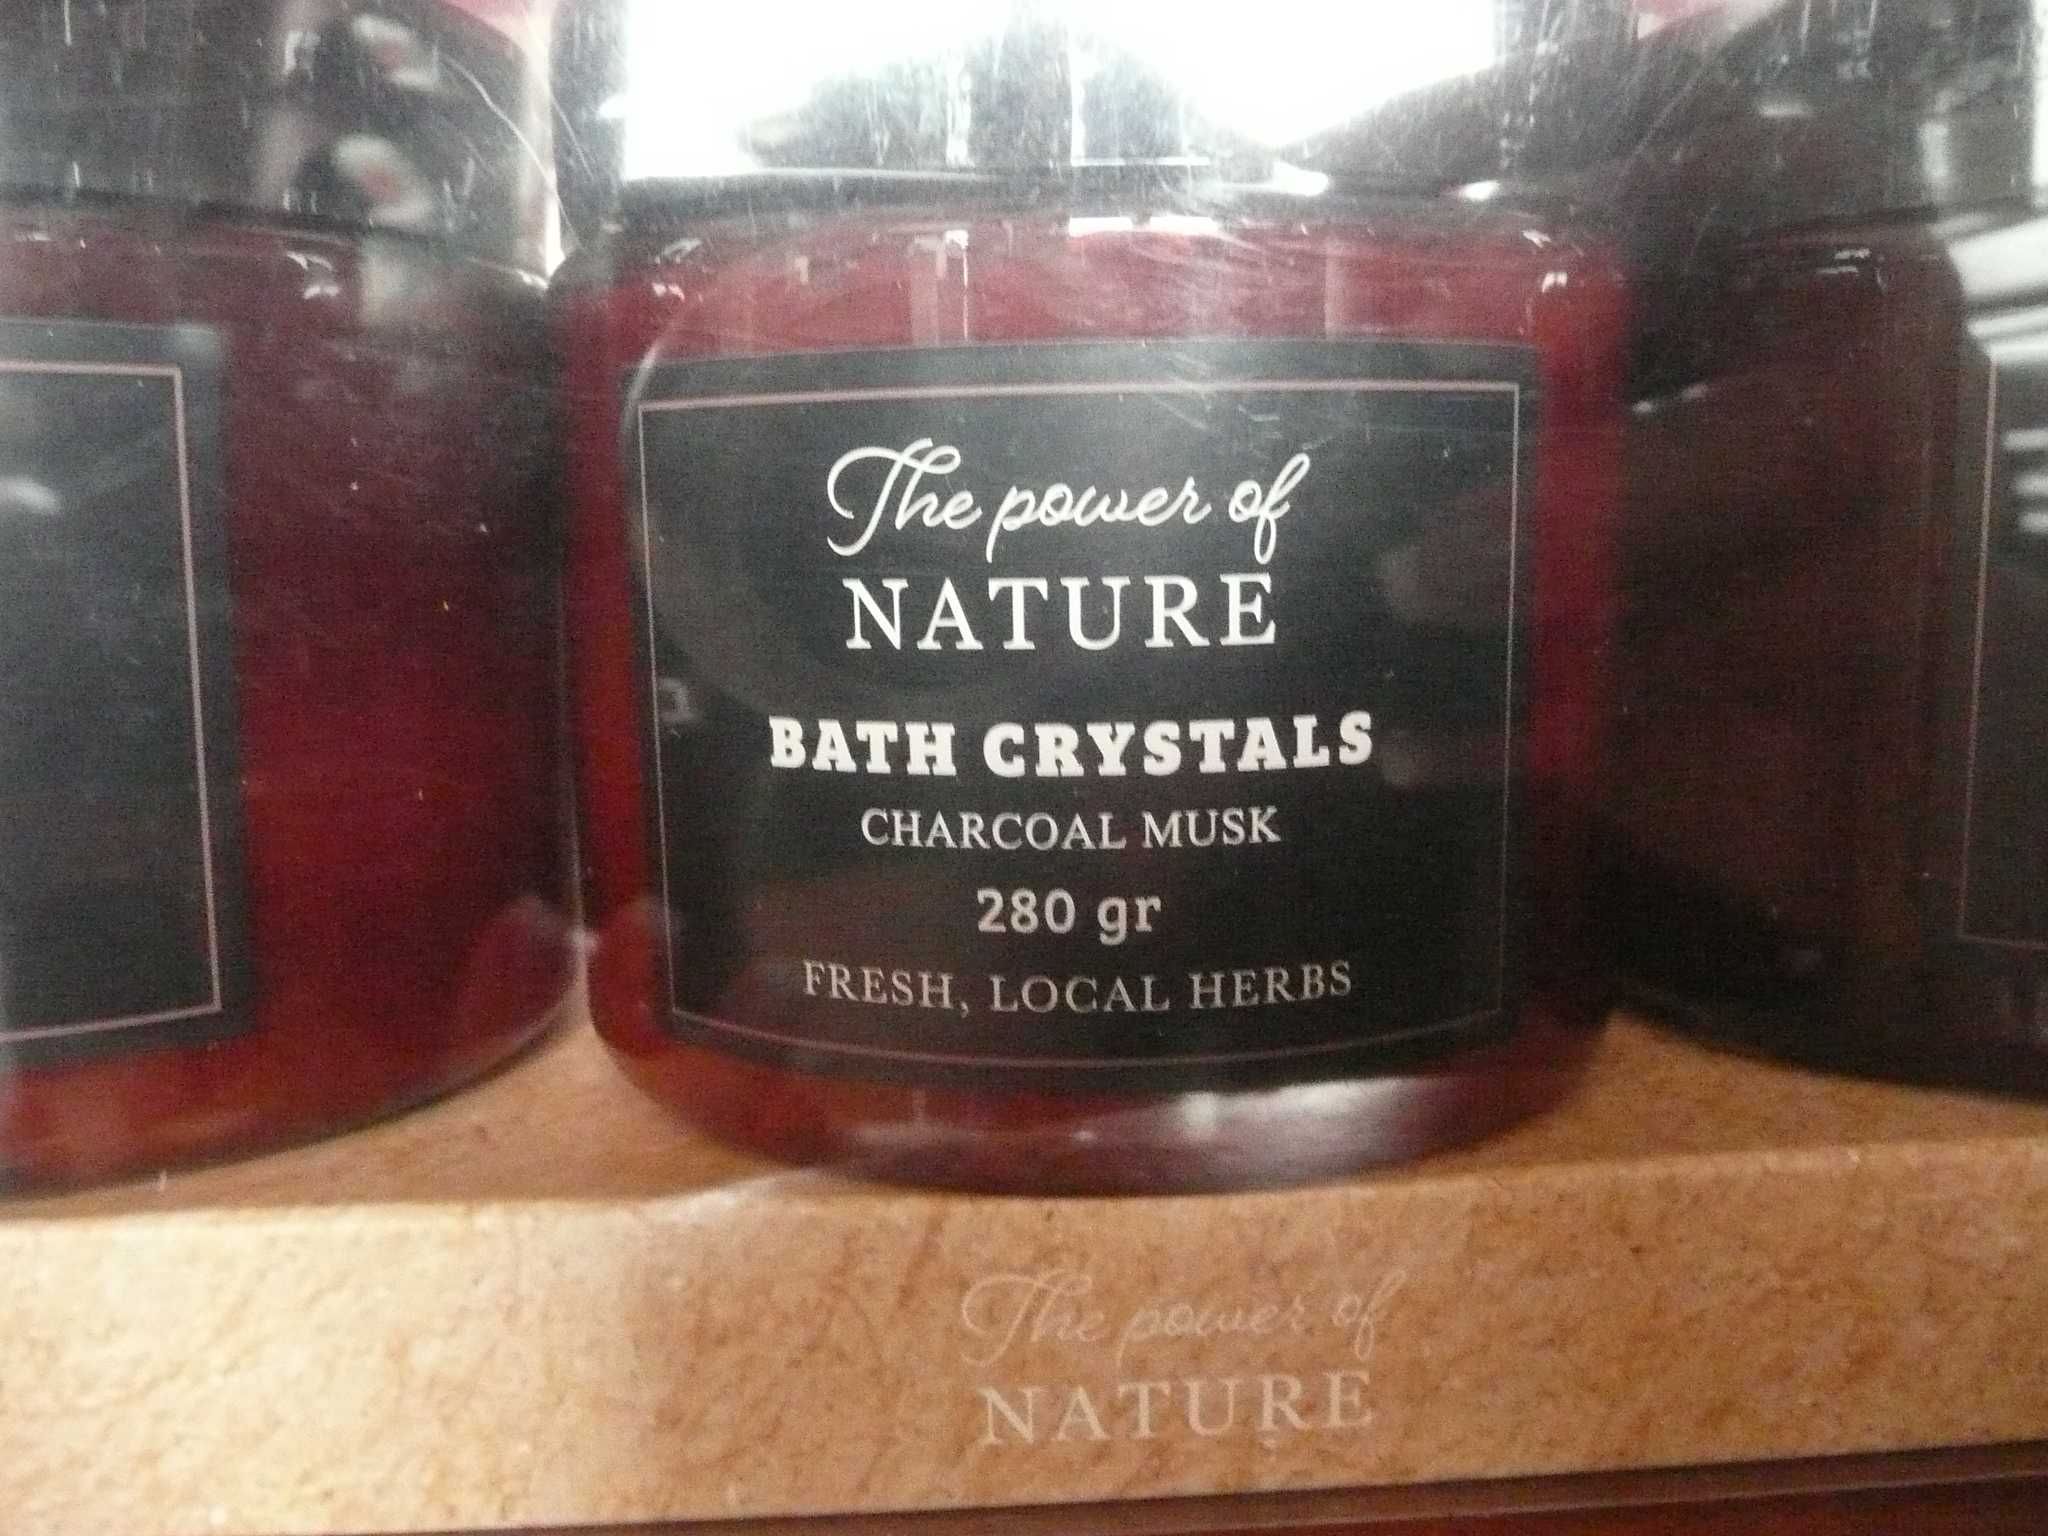 The power of
NATURE
BATH CRYSTALS
CHARCOAL MUSK
280 gr
FRESH, LOCAL HERBS
The power of
NATURE